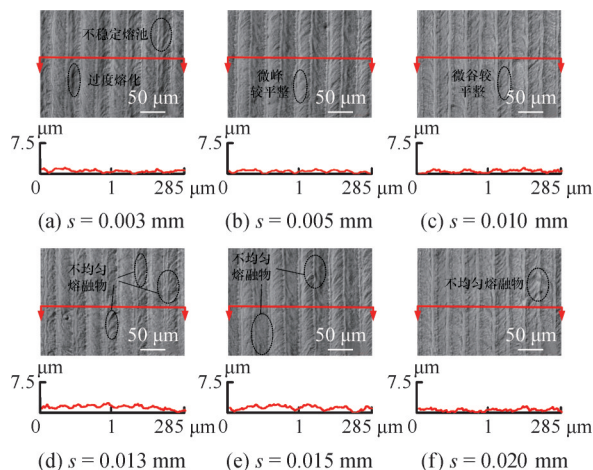 不稳定熔池
过度熔化
50 μm
μm
7.5
0
1
285
μm
(a) s = 0.003 mm
微峰
较平整
50 μm
7.5
μm
0
1
285
μm
(b) s = 0.005 mm
微谷较
平整
50 μm
7.5
μm
0
1
285
μm
(c) s = 0.010 mm
不均匀
熔融物
50 μm
μm
7.5
0
1
285
μm
(d) s = 0.013 mm
不均匀
熔融物
50 μm
μm
7.5
0
1
285
μm
(e) s = 0.015 mm
不均匀熔融物
50 μm
μm
7.5
0
1
285
μm
(f) s = 0.020 mm